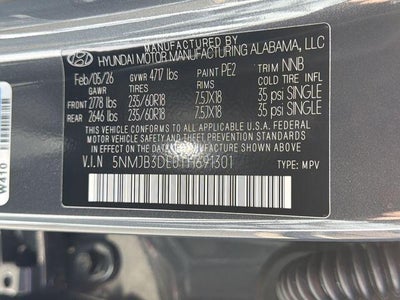 HYUNDAI MOTOR MANUFACTURING ALABAMA, LLC
Feb/05/26 GVWR 4717 lbs PAINT PE2 TRIM NNB
GAWR TIRES RIMS COLD TIRE INF. PRESS.
FRONT 2778 lbs 235/60R18 7.5JX18 35 psi SINGLE
REAR 2646 lbs 235/60R18 7.5JX18 35 psi SINGLE
THIS VEHICLE CONFORMS TO ALL APPLICABLE U.S. FEDERAL MOTOR VEHICLE
SAFETY, BUMPER, AND THEFT PREVENTION STANDARDS IN EFFECT ON THE
DATE OF MANUFACTURE SHOWN ABOVE.
V.I.N TYPE: MPV
W410